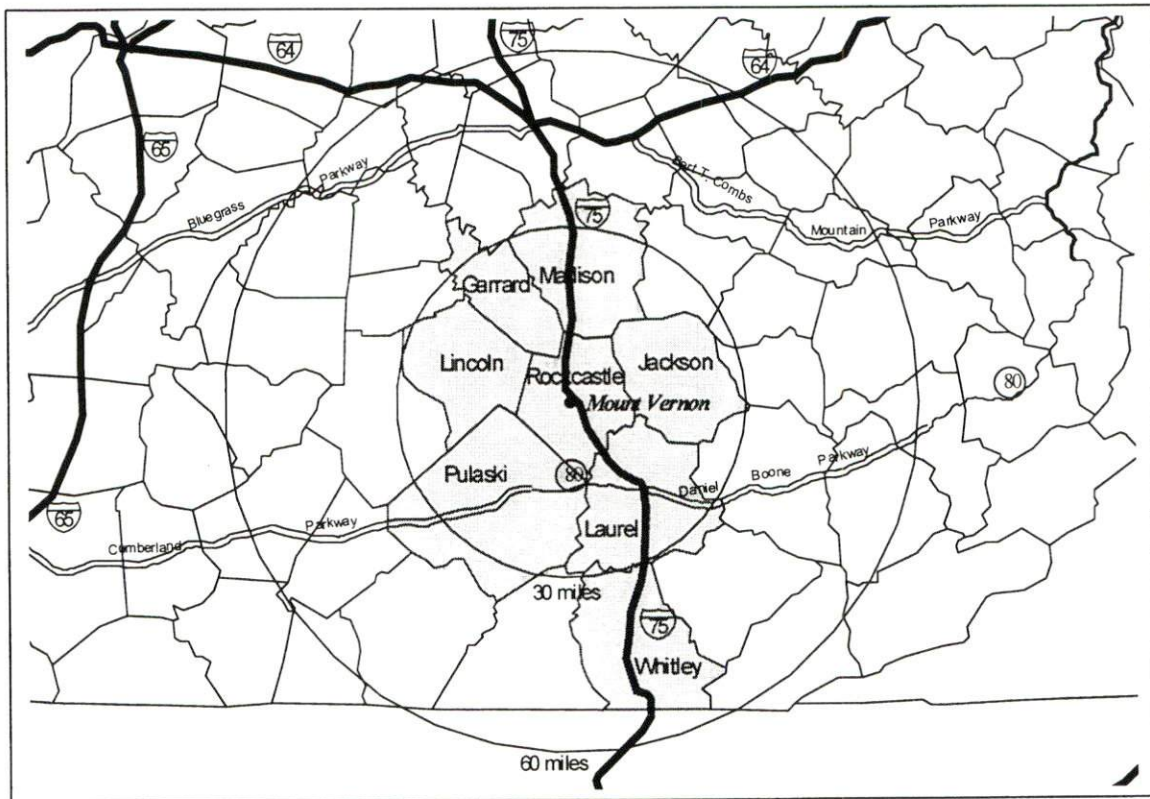 75
64
64
65
Parkway
Bert T. Combs
Bluegrass
75
Mountain
Parkway
Madison
Garrard
Lincoln
Jackson
Rockcastle
80
Mount Vernon
Pulaski
80
Daniel
Boone
Parkway
65
Cumberland
Parkway
Laurel
30 miles
75
Whitley
60 miles